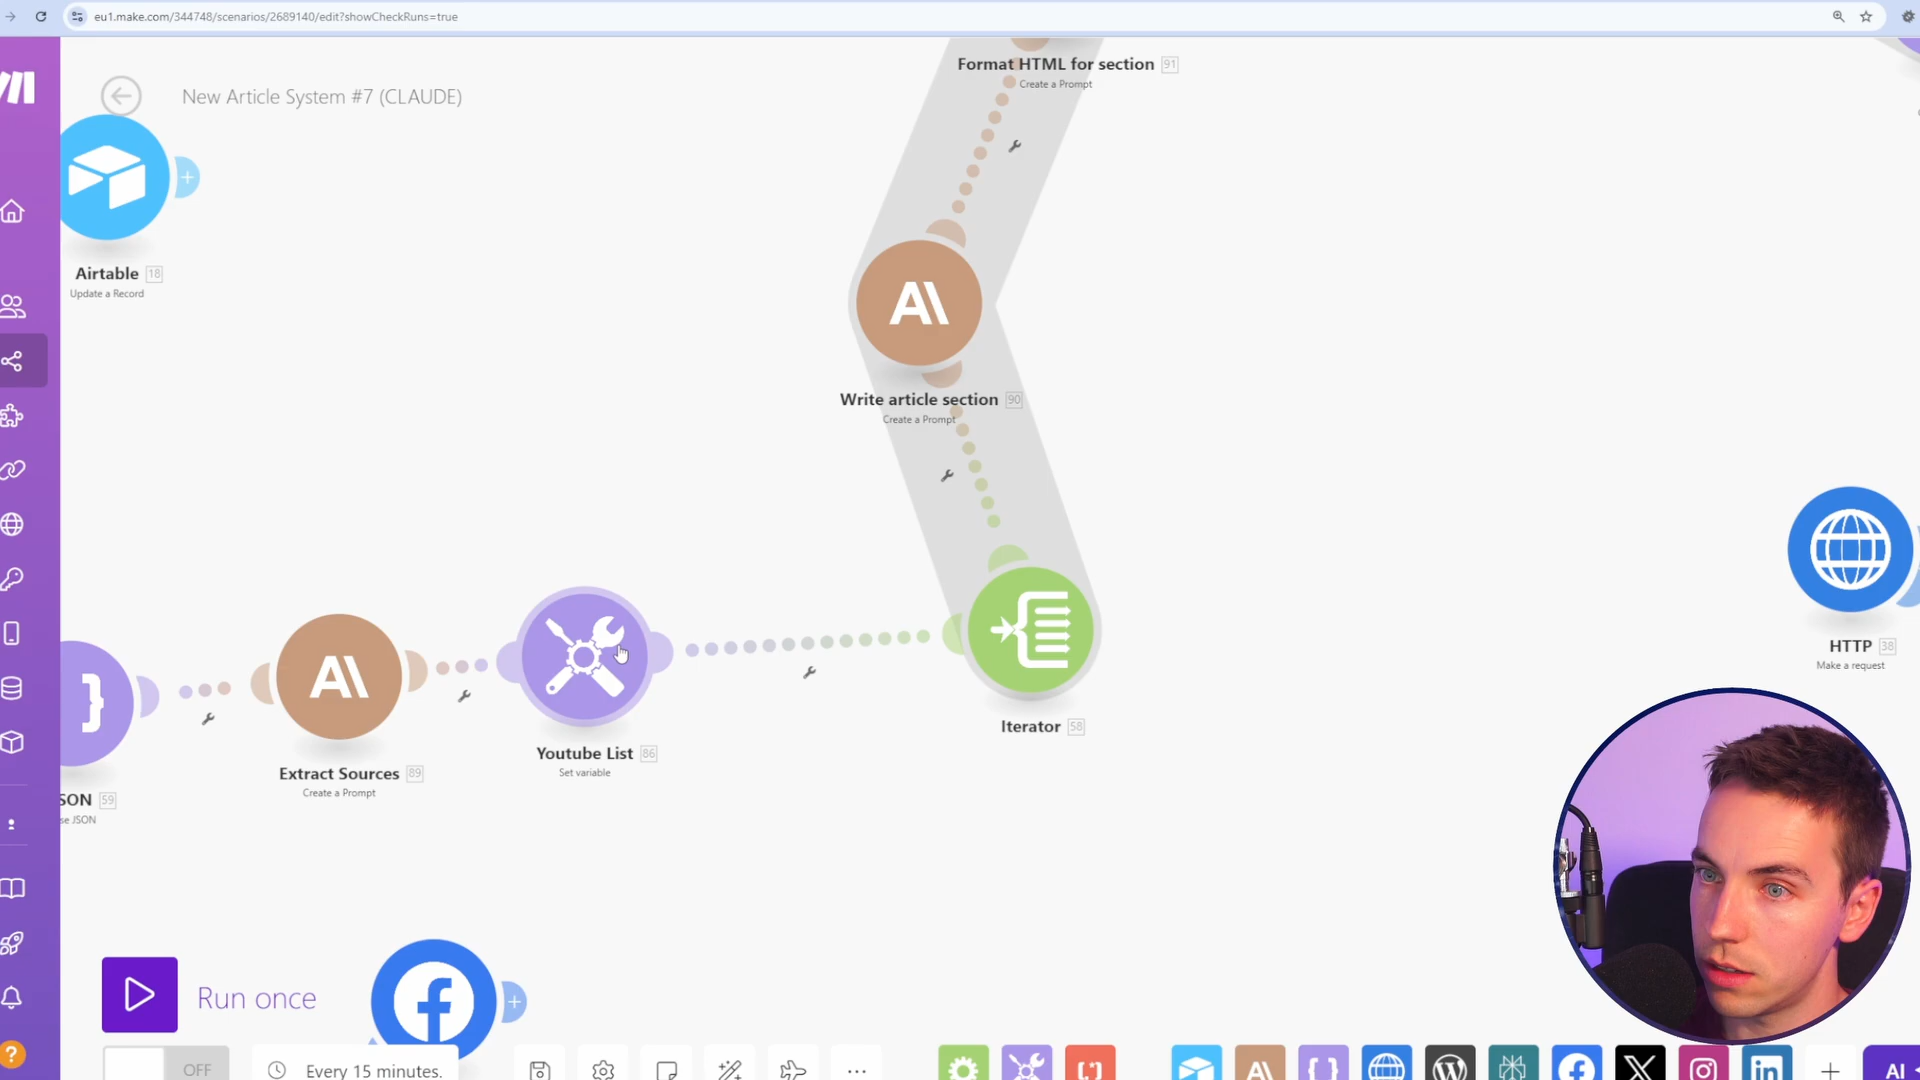 eu1.make.com/344748/scenarios/2689140/edit?showCheckRuns=true
Format HTML for section 91
Create a Prompt
New Article System #7 (CLAUDE)
Airtable 18
Update a Record
Write article section 90
Create a Prompt
HTTP 38
Make a request
Iterator 58
Youtube List 86
Set variable
Extract Sources 89
Create a Prompt
SON 59
se JSON
Run once
OFF
Every 15 minutes.
AI